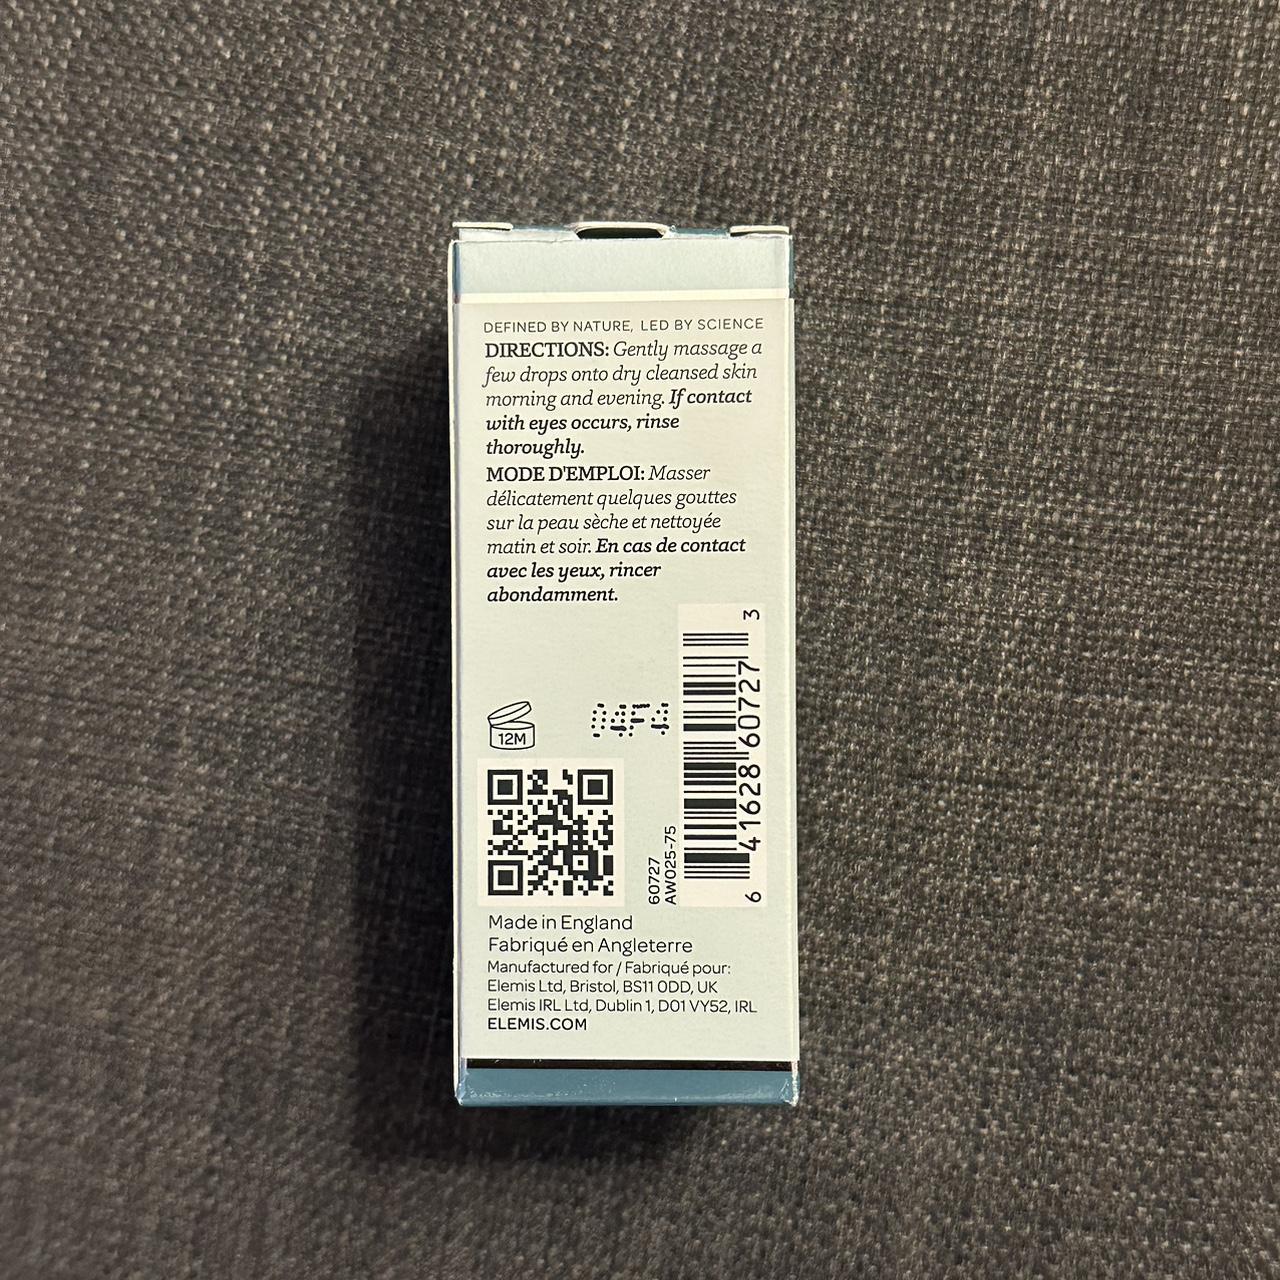 DEFINED BY NATURE, LED BY SCIENCE
DIRECTIONS: Gently massage a
few drops onto dry cleansed skin
morning and evening. If contact
with eyes occurs, rinse
thoroughly.
MODE D'EMPLOI: Masser
délicatement quelques gouttes
sur la peau sèche et nettoyée
matin et soir. En cas de contact
avec les yeux, rincer
abondamment.
12M
04F4
6 41628 60727 3
60727
AW025-75
Made in England
Fabriqué en Angleterre
Manufactured for / Fabriqué pour:
Elemis Ltd, Bristol, BS11 0DD, UK
Elemis IRL Ltd, Dublin 1, D01 VY52, IRL
ELEMIS.COM